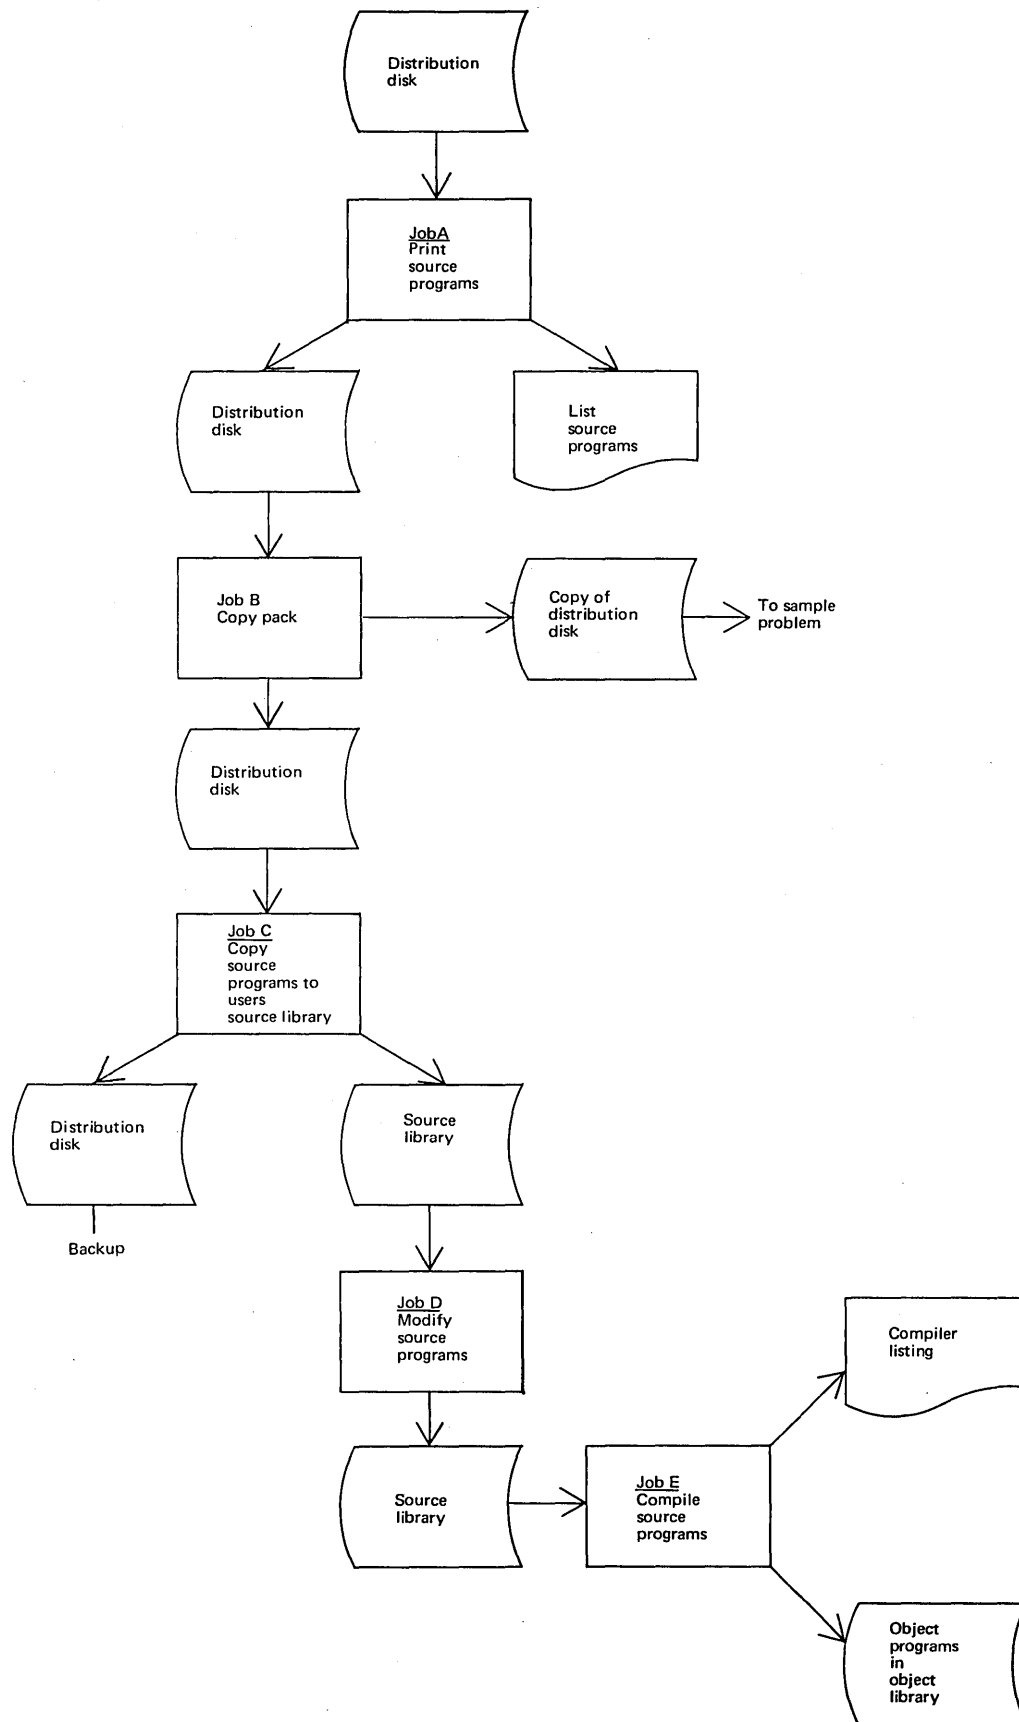 Distribution
disk
JobA
Print
source
programs
Distribution
disk
List
source
programs
Job B
Copy pack
Copy of
distribution
disk
To sample
problem
Distribution
disk
Job C
Copy
source
programs to
users
source library
Distribution
disk
Backup
Source
library
Job D
Modify
source
programs
Source
library
Job E
Compile
source
programs
Compiler
listing
Object
programs
in
object
library